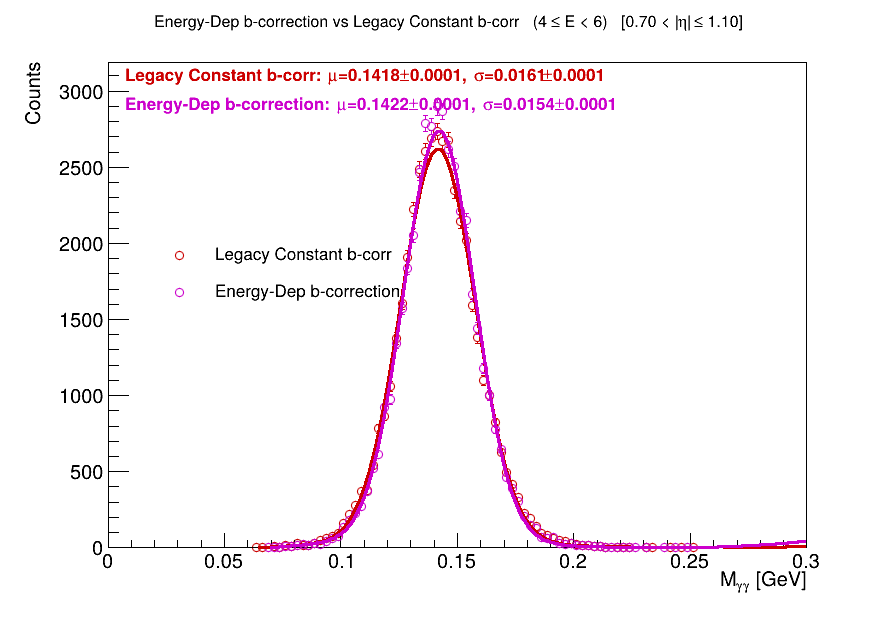 Energy-Dep b-correction vs Legacy Constant b-corr (4 ≤ E < 6) [0.70 < |η| ≤ 1.10]
Counts
Legacy Constant b-corr: μ=0.1418±0.0001, σ=0.0161±0.0001
Energy-Dep b-correction: μ=0.1422±0.0001, σ=0.0154±0.0001
3000
2500
2000
1500
1000
500
0
Legacy Constant b-corr
Energy-Dep b-correction
0 0.05 0.1 0.15 0.2 0.25 0.3
Mγγ [GeV]